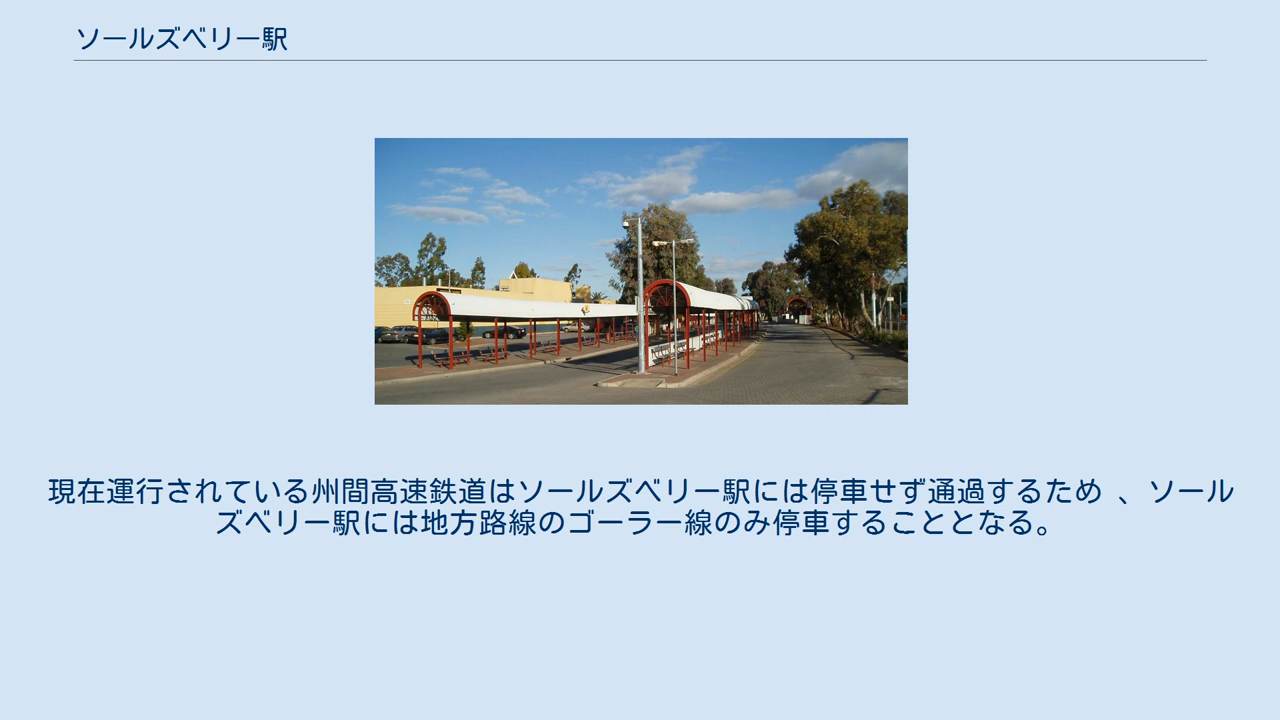 ソールズベリー駅
現在運行されている州間高速鉄道はソールズベリー駅には停車せず通過するため 、ソール
ズベリー駅には地方路線のゴーラー線のみ停車することとなる。